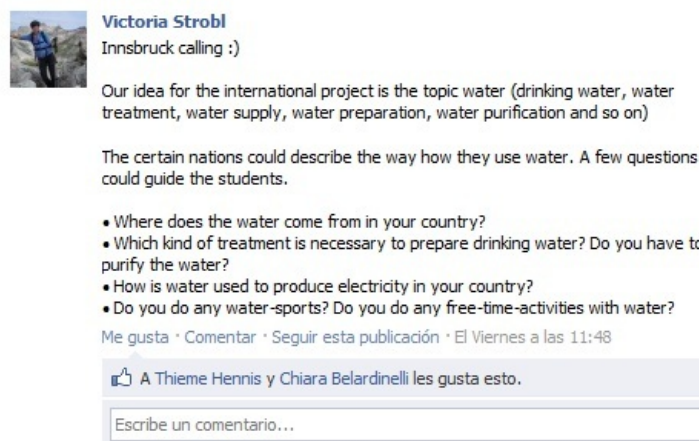 Victoria Strobl
Innsbruck calling :)
Our idea for the international project is the topic water (drinking water, water
treatment, water supply, water preparation, water purification and so on)
The certain nations could describe the way how they use water. A few questions
could guide the students.
• Where does the water come from in your country?
• Which kind of treatment is necessary to prepare drinking water? Do you have to
purify the water?
• How is water used to produce electricity in your country?
• Do you do any water-sports? Do you do any free-time-activities with water?
Me gusta · Comentar · Seguir esta publicación · El Viernes a las 11:48
A Thieme Hennis y Chiara Belardinelli les gusta esto.
Escribe un comentario...